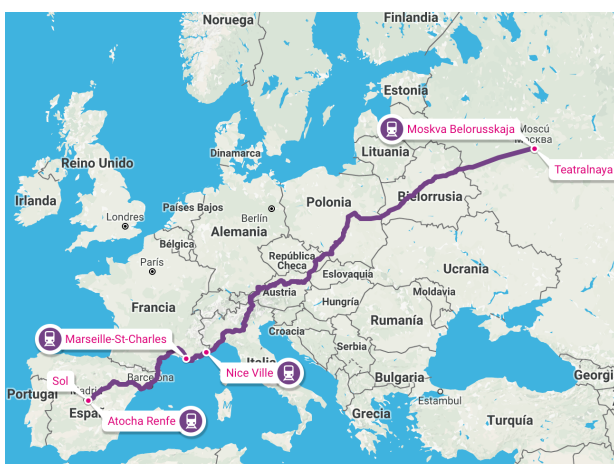 Noruega
Finlandia
Estonia
Moskva Belorusskaja
Moscú
Москва
Teatralnaya
Dinamarca
Lituania
Reino Unido
Irlanda
Bielorrusia
Países Bajos
Londres
Berlín
Polonia
Alemania
Bélgica
París
República
Checa
Ucrania
Eslovaquia
Austria
Moldavia
Hungría
Francia
Rumanía
Croacia
Marseille-St-Charles
Serbia
Italia
Nice Ville
Bulgaria
Georgi
Sol
Madrid
Barcelona
Portugal
España
Estambul
Atocha Renfe
Grecia
Turquía